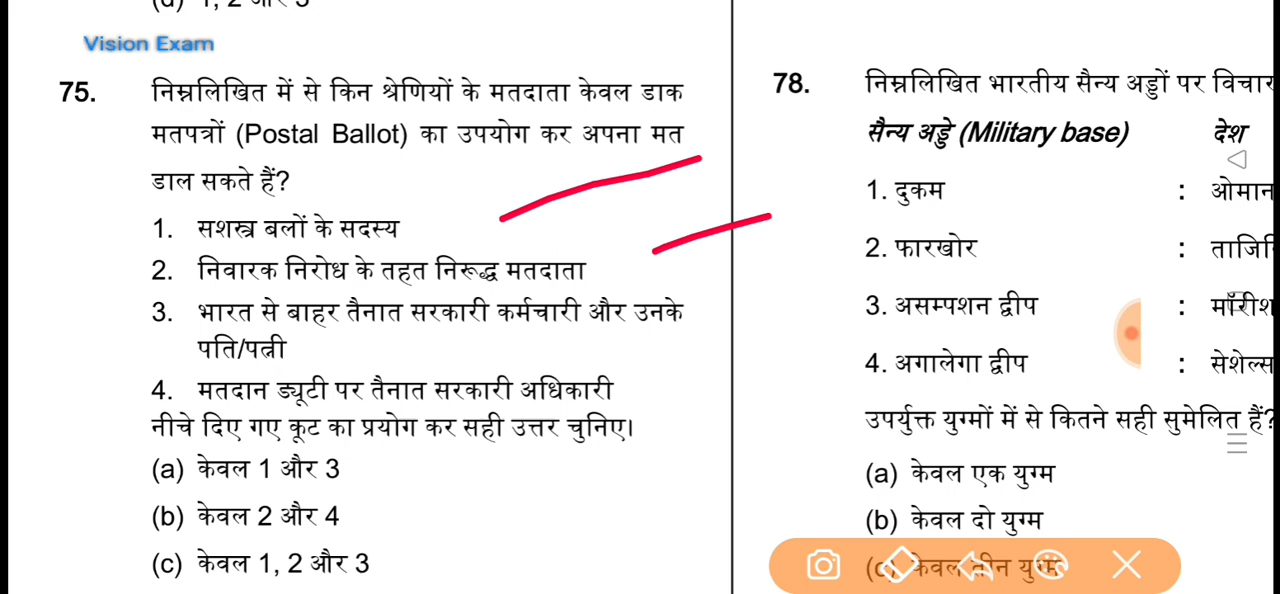 Vision Exam
75. निम्नलिखित में से किन श्रेणियों के मतदाता केवल डाक
मतपत्रों (Postal Ballot) का उपयोग कर अपना मत
डाल सकते हैं?
1. सशस्त्र बलों के सदस्य
2. निवारक निरोध के तहत निरूद्ध मतदाता
3. भारत से बाहर तैनात सरकारी कर्मचारी और उनके
पति/पत्नी
4. मतदान ड्यूटी पर तैनात सरकारी अधिकारी
नीचे दिए गए कूट का प्रयोग कर सही उत्तर चुनिए।
(a) केवल 1 और 3
(b) केवल 2 और 4
(c) केवल 1, 2 और 3
78. निम्नलिखित भारतीय सैन्य अड्डों पर विचार
सैन्य अड्डे (Military base) देश
1. दुकम : ओमान
2. फारखोर :
3. असम्पशन द्वीप :
4. अगालेगा द्वीप : सेशेल्स
उपर्युक्त युग्मों में से कितने सही सुमेलित हैं?
(a) केवल एक युग्म
(b) केवल दो युग्म
(c) केवल तीन युग्म